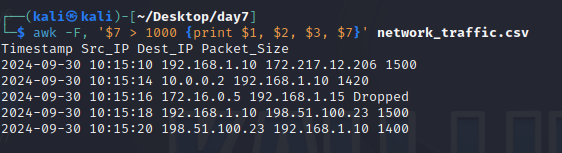 ┌──(kali㉿kali)-[~/Desktop/day7]
└─$ awk -F, '$7 > 1000 {print $1, $2, $3, $7}' network_traffic.csv
Timestamp Src_IP Dest_IP Packet_Size
2024-09-30 10:15:10 192.168.1.10 172.217.12.206 1500
2024-09-30 10:15:14 10.0.0.2 192.168.1.10 1420
2024-09-30 10:15:16 172.16.0.5 192.168.1.15 Dropped
2024-09-30 10:15:18 192.168.1.10 198.51.100.23 1500
2024-09-30 10:15:20 198.51.100.23 192.168.1.10 1400